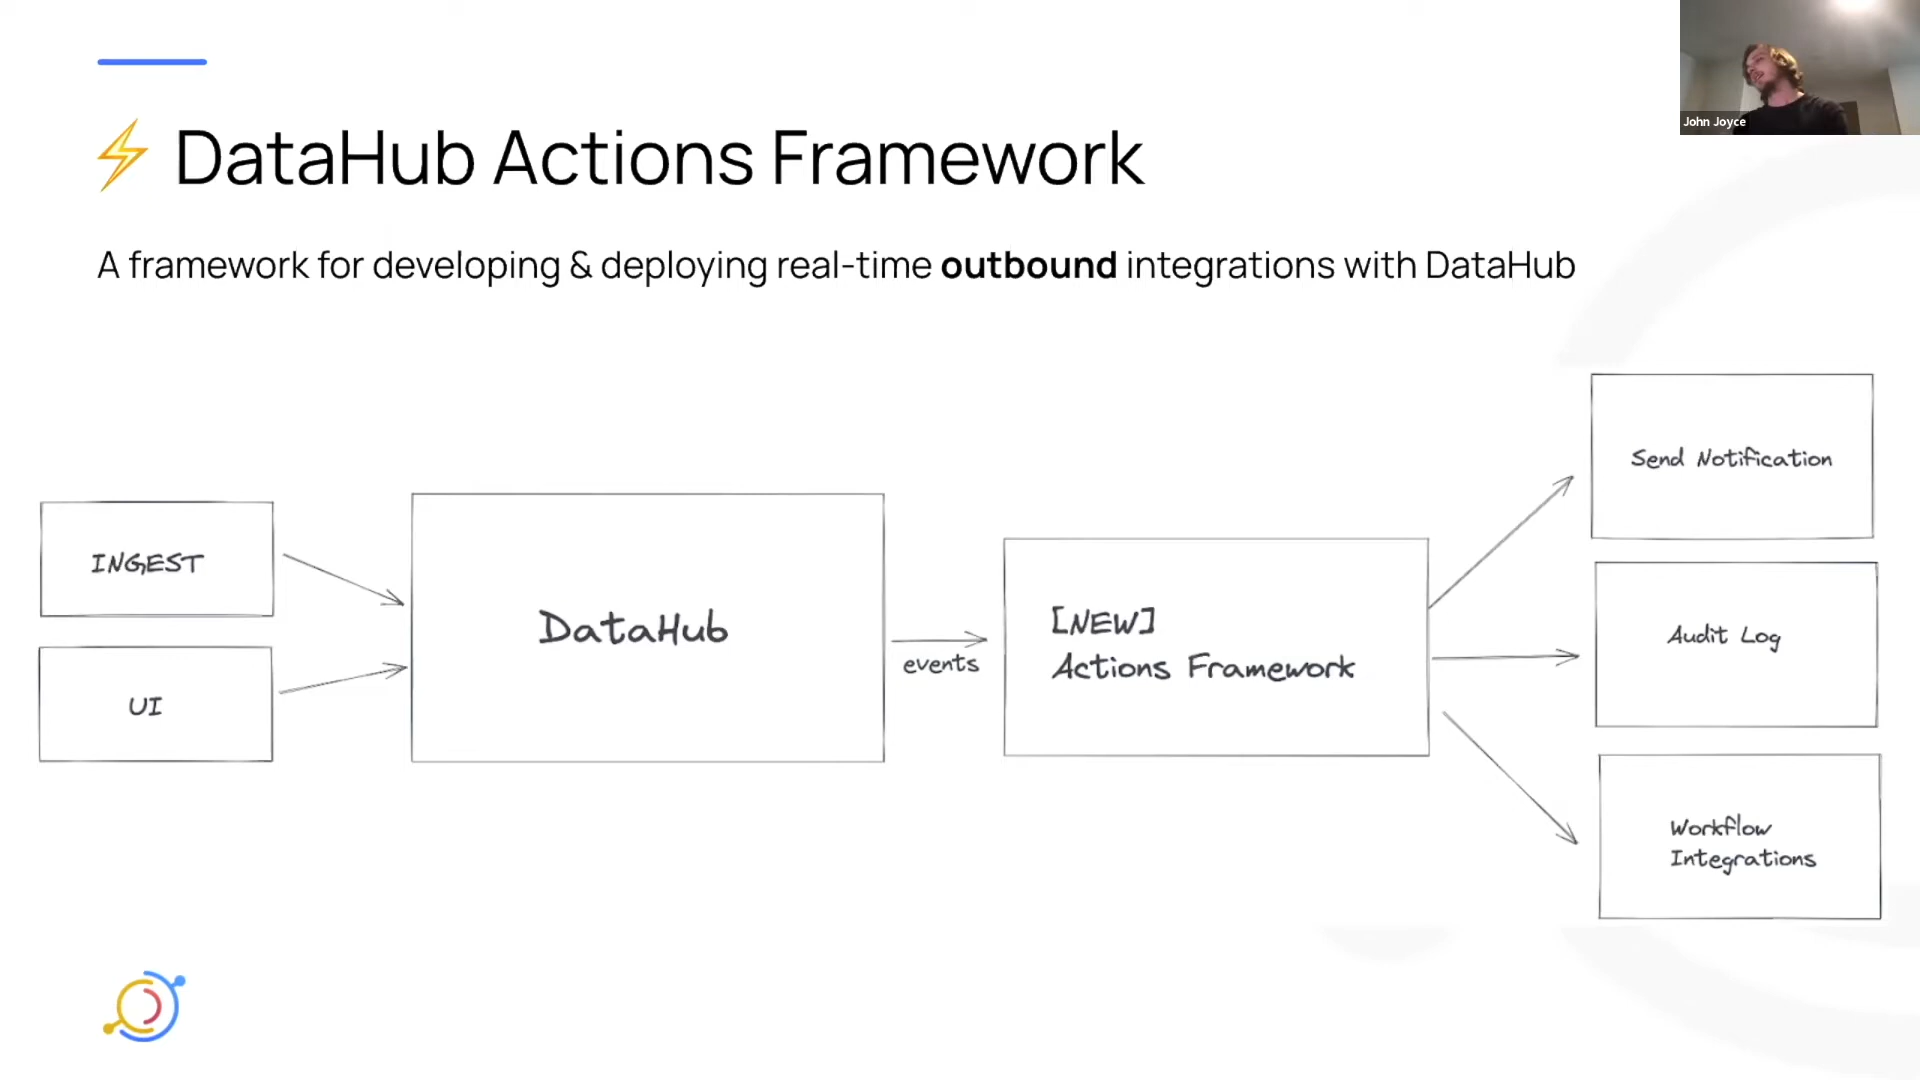 John Joyce
⚡ DataHub Actions Framework
A framework for developing & deploying real-time outbound integrations with DataHub
INGEST
UI
DataHub
events
[NEW]
Actions Framework
Send Notification
Audit Log
Workflow
Integrations